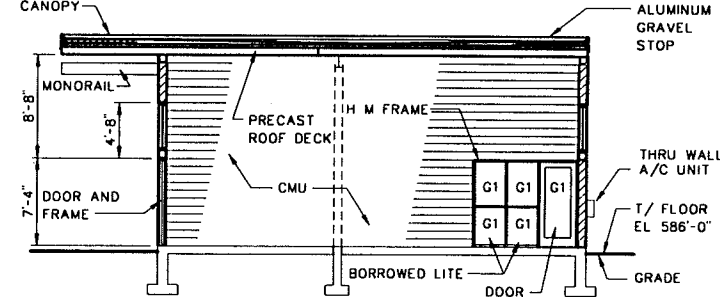 CANOPY
ALUMINUM
GRAVEL
STOP
MONORAIL
8'-8"
4'-8"
PRECAST
ROOF DECK
H M FRAME
THRU WALL
A/C UNIT
7'-4"
DOOR AND
FRAME
CMU
G1 G1 G1
G1 G1
T/ FLOOR
EL 586'-0"
BORROWED LITE
DOOR
GRADE